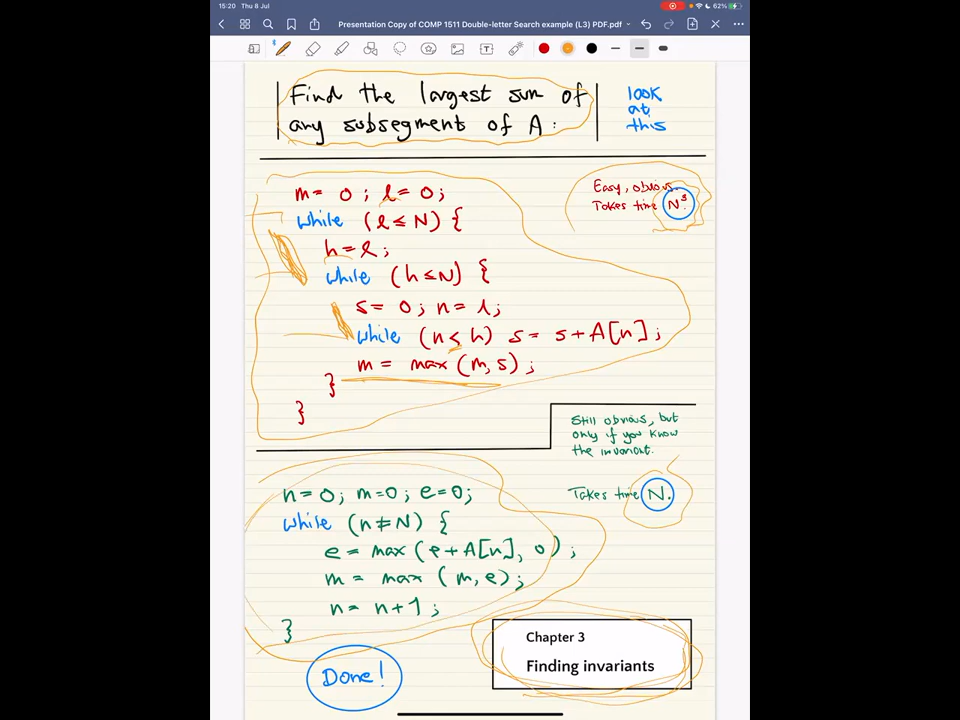 15:20 Thu 8 Jul
62%
Presentation Copy of COMP 1511 Double-letter Search example (L3) PDF.pdf
Find the largest sum of
any subsegment of A:
look
at
this
Easy, obvious.
Takes time N³.
m= 0; l=0;
while (l≤N) {
h=l;
while (h≤N) {
s= 0; n=l;
while (n<h) s= s+A[n];
m= max(m,s);
}
}
Still obvious, but
only if you know
the invariant.
Takes time N.
n=0; m=0; e=0;
while (n≠N) {
e= max(e+A[n], 0);
m= max(m,e);
n= n+1;
}
Chapter 3
Finding invariants
Done!